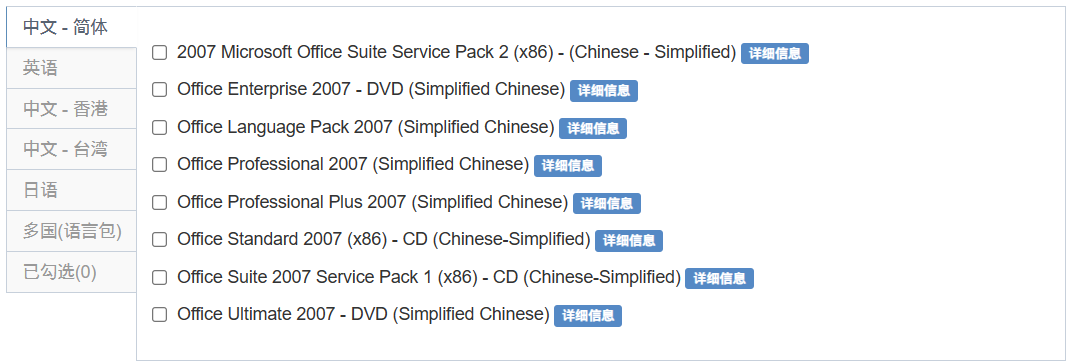 中文 - 简体
英语
中文 - 香港
中文 - 台湾
日语
多国(语言包)
已勾选(0)
2007 Microsoft Office Suite Service Pack 2 (x86) - (Chinese - Simplified) 详细信息
Office Enterprise 2007 - DVD (Simplified Chinese) 详细信息
Office Language Pack 2007 (Simplified Chinese) 详细信息
Office Professional 2007 (Simplified Chinese) 详细信息
Office Professional Plus 2007 (Simplified Chinese) 详细信息
Office Standard 2007 (x86) - CD (Chinese-Simplified) 详细信息
Office Suite 2007 Service Pack 1 (x86) - CD (Chinese-Simplified) 详细信息
Office Ultimate 2007 - DVD (Simplified Chinese) 详细信息